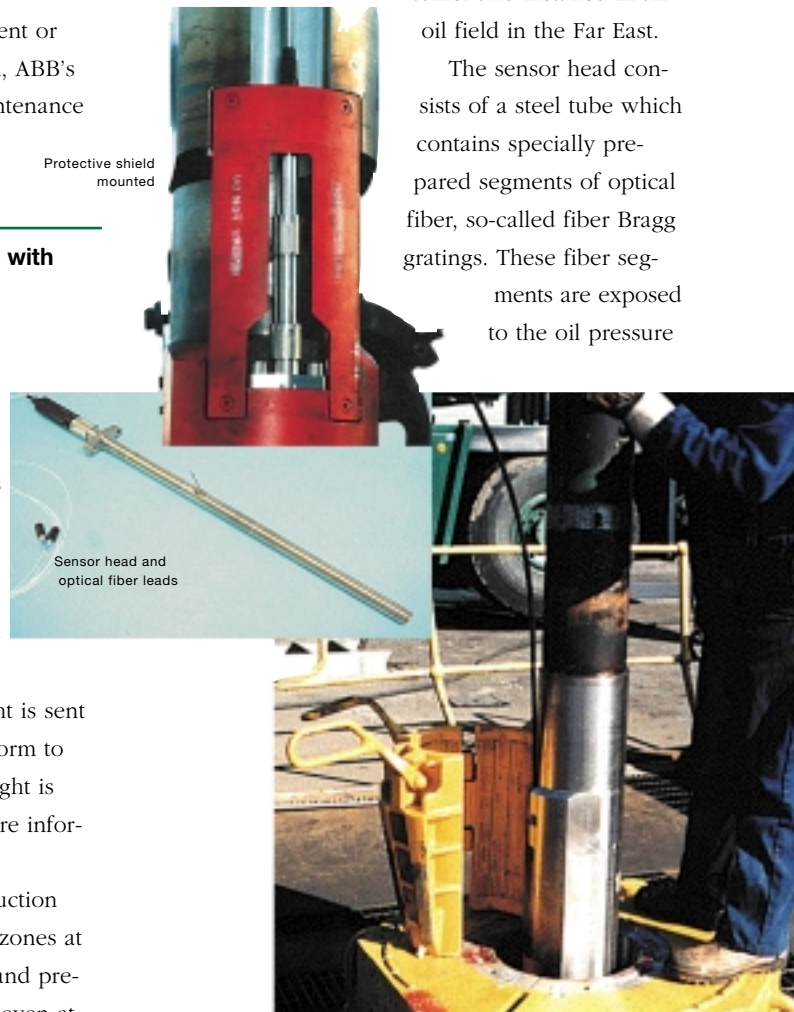 ent or
, ABB's
ntenance
Protective shield
mounted
with
Sensor head and
optical fiber leads
nt is sent
orm to
ght is
re infor-
uction
zones at
and pre-
oil field in the Far East.
The sensor head con-
sists of a steel tube which
contains specially pre-
pared segments of optical
fiber, so-called fiber Bragg
gratings. These fiber seg-
ments are exposed
to the oil pressure